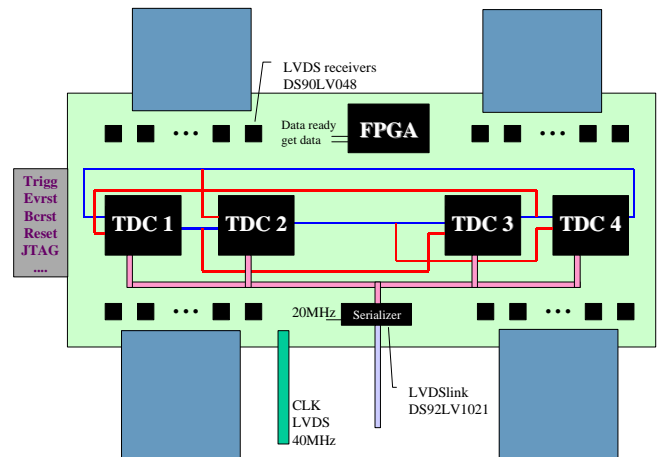 LVDS receivers
DS90LV048
Data ready
get data
FPGA
Trigg
Evrst
Bcrst
Reset
JTAG
....
TDC 1
TDC 2
TDC 3
TDC 4
20MHz
Serializer
CLK
LVDS
40MHz
LVDSlink
DS92LV1021